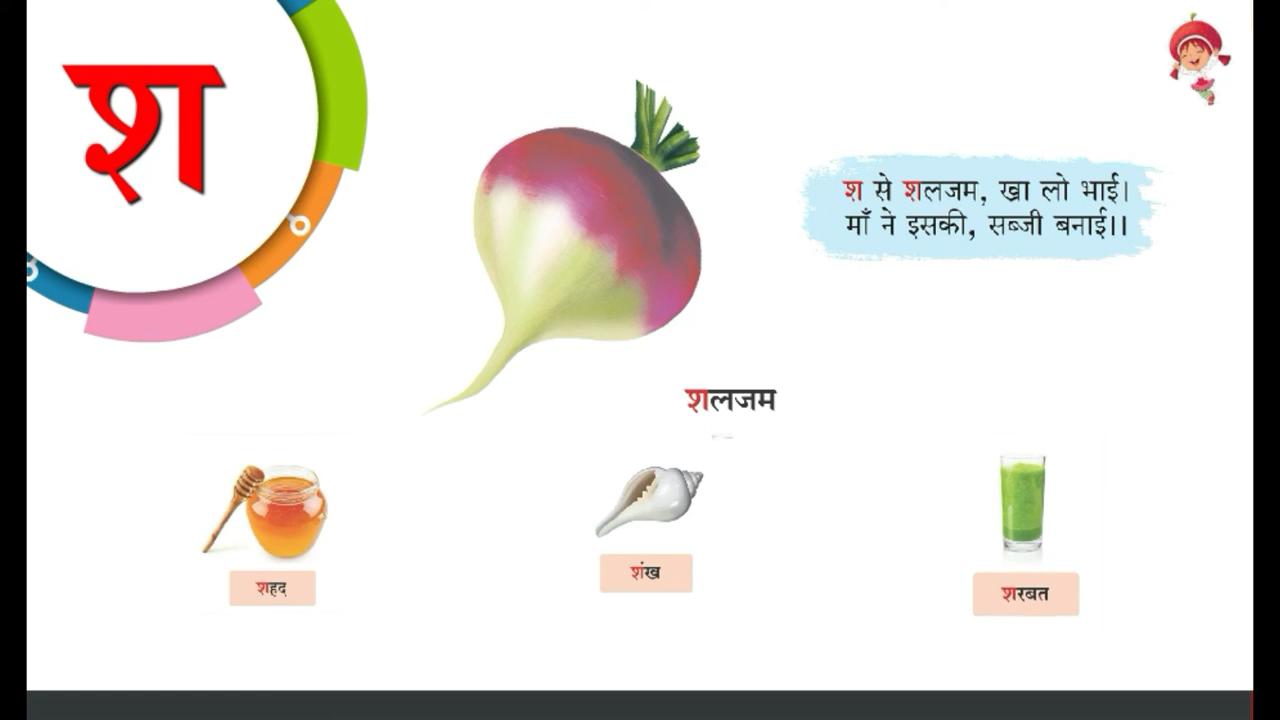 श
श से शलजम, खा लो भाई।
माँ ने इसकी, सब्जी बनाई।।
शलजम
शहद
शंख
शरबत